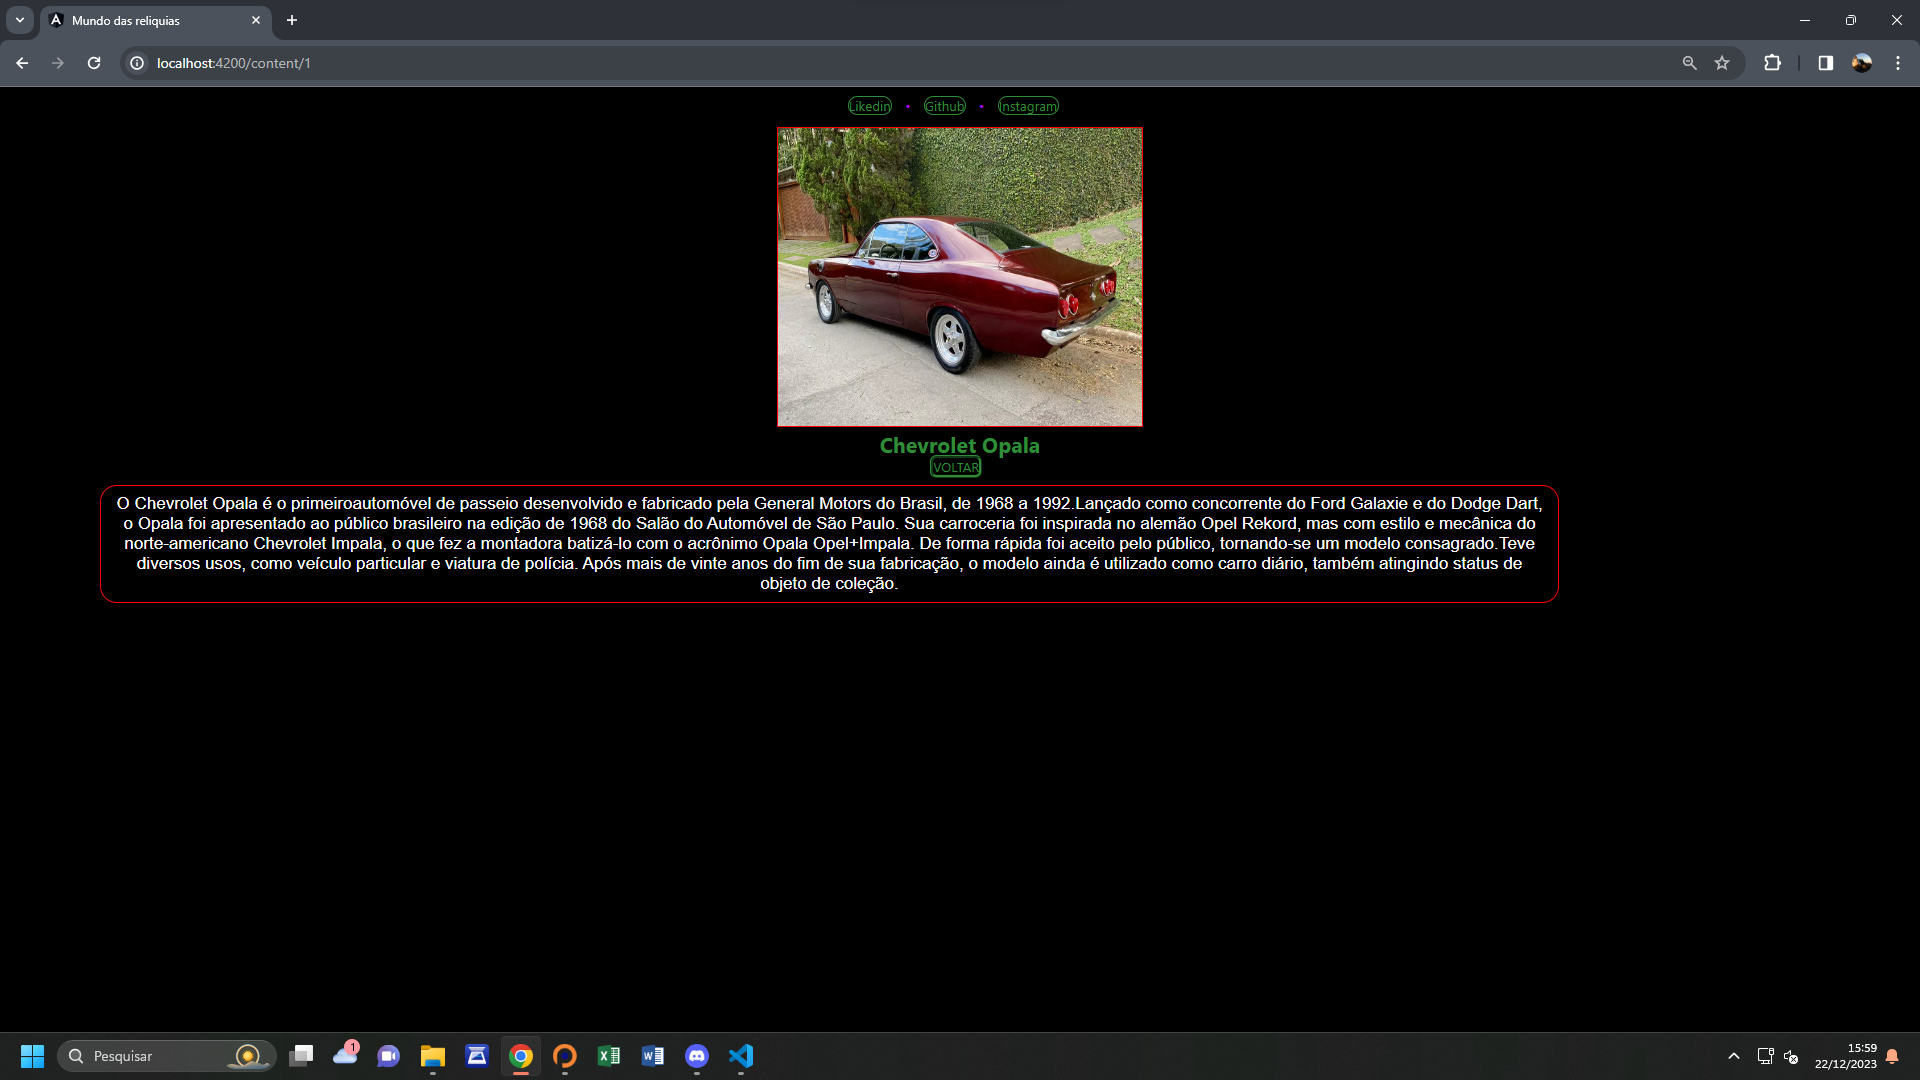 Mundo das reliquias
localhost:4200/content/1
Likedin • Github • Instagram
Chevrolet Opala
VOLTAR
O Chevrolet Opala é o primeiroautomóvel de passeio desenvolvido e fabricado pela General Motors do Brasil, de 1968 a 1992.Lançado como concorrente do Ford Galaxie e do Dodge Dart,
o Opala foi apresentado ao público brasileiro na edição de 1968 do Salão do Automóvel de São Paulo. Sua carroceria foi inspirada no alemão Opel Rekord, mas com estilo e mecânica do
norte-americano Chevrolet Impala, o que fez a montadora batizá-lo com o acrônimo Opala Opel+Impala. De forma rápida foi aceito pelo público, tornando-se um modelo consagrado.Teve
diversos usos, como veículo particular e viatura de polícia. Após mais de vinte anos do fim de sua fabricação, o modelo ainda é utilizado como carro diário, também atingindo status de
objeto de coleção.
Pesquisar
1
15:59
22/12/2023